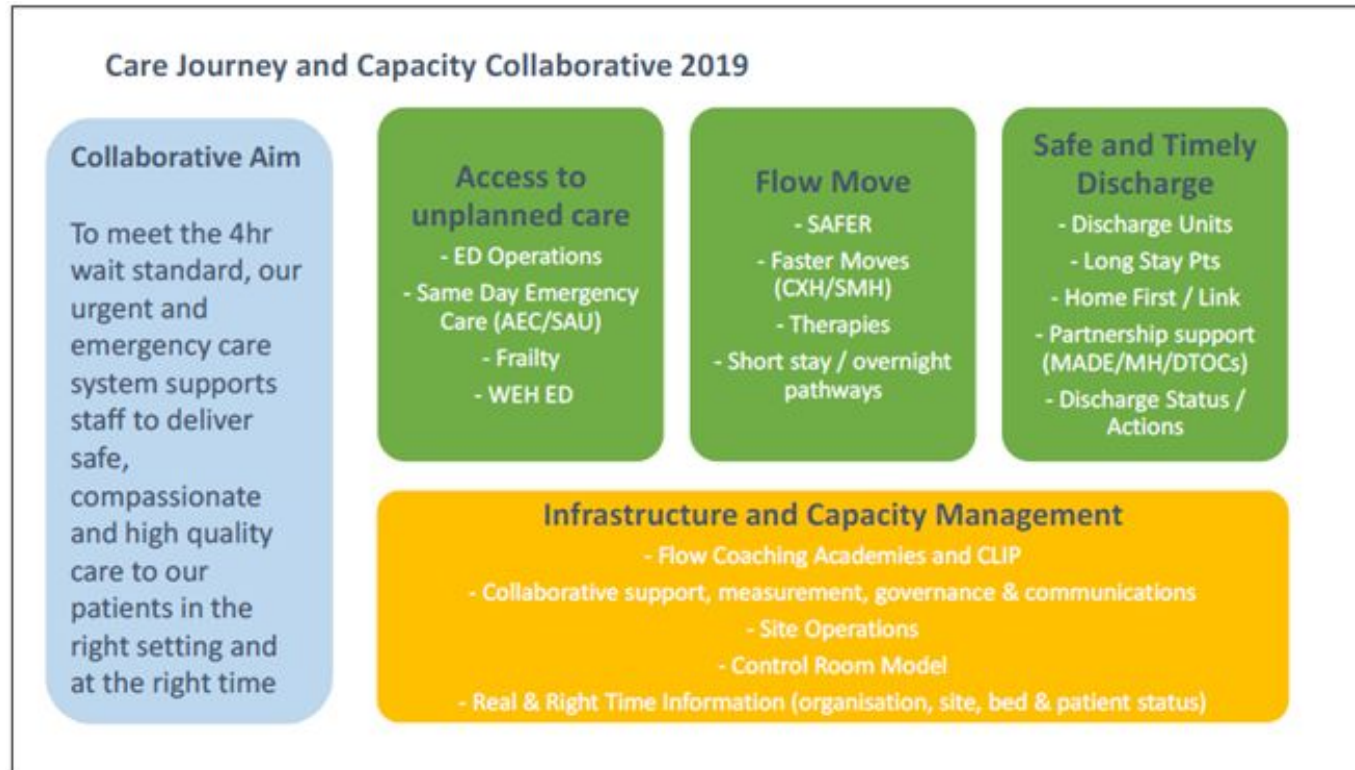 Care Journey and Capacity Collaborative 2019
Collaborative Aim
To meet the 4hr
wait standard, our
urgent and
emergency care
system supports
staff to deliver
safe,
compassionate
and high quality
care to our
patients in the
right setting and
at the right time
Access to
unplanned care
- ED Operations
- Same Day Emergency
Care (AEC/SAU)
- Frailty
- WEH ED
Flow Move
- SAFER
- Faster Moves
(CXH/SMH)
- Therapies
- Short stay / overnight
pathways
Safe and Timely
Discharge
- Discharge Units
- Long Stay Pts
- Home First / Link
- Partnership support
(MADE/MH/DTOCs)
- Discharge Status /
Actions
Infrastructure and Capacity Management
- Flow Coaching Academies and CLIP
- Collaborative support, measurement, governance & communications
- Site Operations
- Control Room Model
- Real & Right Time Information (organisation, site, bed & patient status)